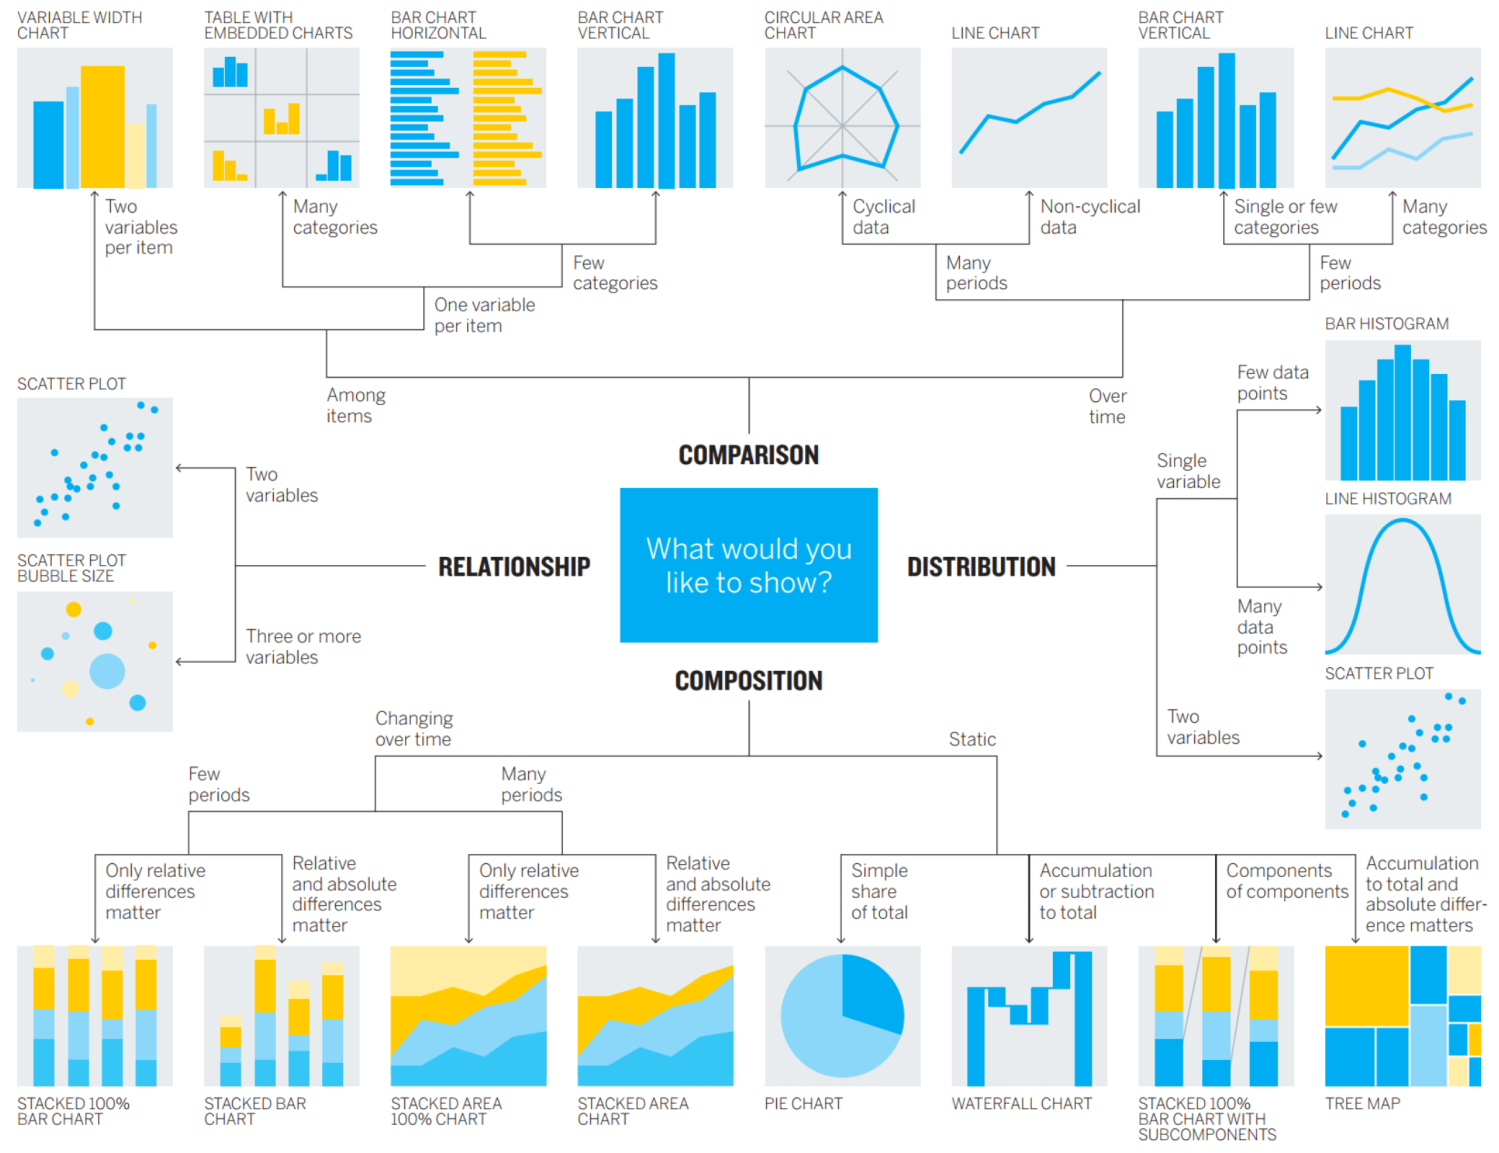 VARIABLE WIDTH
CHART
TABLE WITH
EMBEDDED CHARTS
BAR CHART
HORIZONTAL
BAR CHART
VERTICAL
CIRCULAR AREA
CHART
LINE CHART
BAR CHART
VERTICAL
LINE CHART
Two
variables
per item
Many
categories
Few
categories
One variable
per item
Cyclical
data
Non-cyclical
data
Many
periods
Single or few
categories
Many
categories
Few
periods
Among
items
Over
time
COMPARISON
What would you
like to show?
RELATIONSHIP
SCATTER PLOT
Two
variables
SCATTER PLOT
BUBBLE SIZE
Three or more
variables
DISTRIBUTION
Single
variable
Few data
points
BAR HISTOGRAM
LINE HISTOGRAM
Many
data
points
SCATTER PLOT
Two
variables
COMPOSITION
Changing
over time
Static
Few
periods
Many
periods
Only relative
differences
matter
Relative
and absolute
differences
matter
Only relative
differences
matter
Relative
and absolute
differences
matter
Simple
share
of total
Accumulation
or subtraction
to total
Components
of components
Accumulation
to total and
absolute differ-
ence matters
STACKED 100%
BAR CHART
STACKED BAR
CHART
STACKED AREA
100% CHART
STACKED AREA
CHART
PIE CHART
WATERFALL CHART
STACKED 100%
BAR CHART WITH
SUBCOMPONENTS
TREE MAP